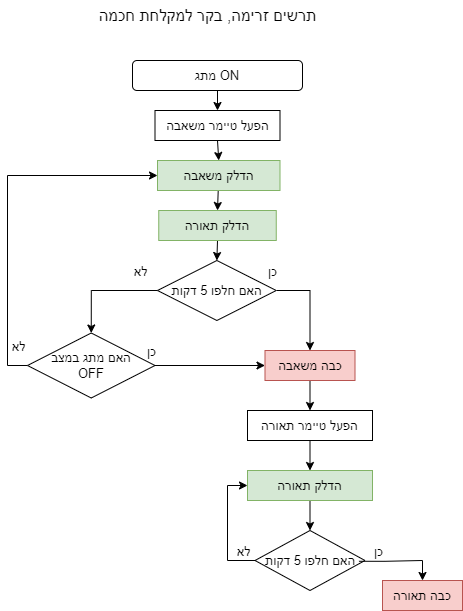 תרשים זרימה, בקר למקלחת חכמה
מתג ON
הפעל טיימר משאבה
הדלק משאבה
הדלק תאורה
האם חלפו 5 דקות
כן
לא
האם מתג במצב
OFF
כן
לא
כבה משאבה
הפעל טיימר תאורה
הדלק תאורה
האם חלפו 5 דקות
כן
לא
כבה תאורה